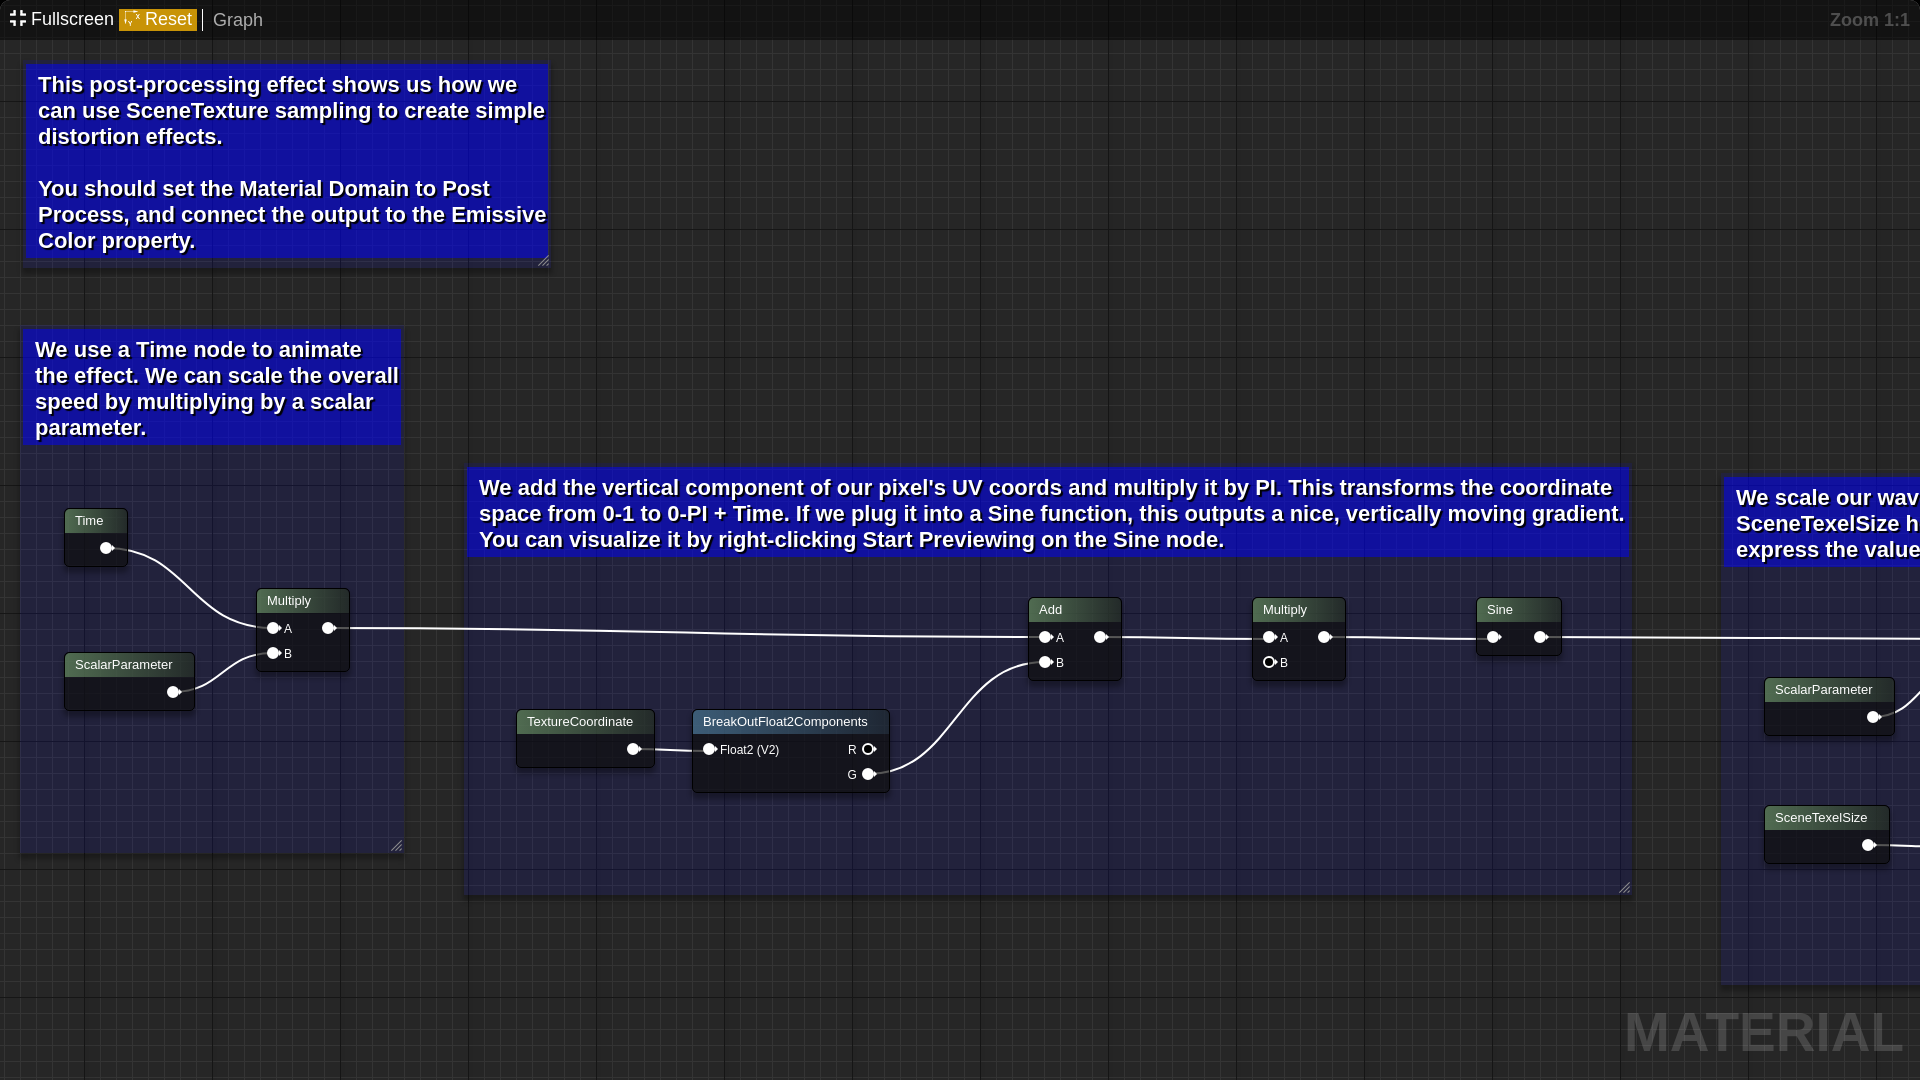 Fullscreen Reset Graph Zoom 1:1
This post-processing effect shows us how we
can use SceneTexture sampling to create simple
distortion effects.
You should set the Material Domain to Post
Process, and connect the output to the Emissive
Color property.
We use a Time node to animate
the effect. We can scale the overall
speed by multiplying by a scalar
parameter.
Time
Multiply
A
B
ScalarParameter
We add the vertical component of our pixel's UV coords and multiply it by PI. This transforms the coordinate
space from 0-1 to 0-PI + Time. If we plug it into a Sine function, this outputs a nice, vertically moving gradient.
You can visualize it by right-clicking Start Previewing on the Sine node.
Add
A
B
Multiply
A
B
Sine
TextureCoordinate
BreakOutFloat2Components
Float2 (V2) R
G
We scale our wav
SceneTexelSize h
express the value
ScalarParameter
SceneTexelSize
MATERIAL